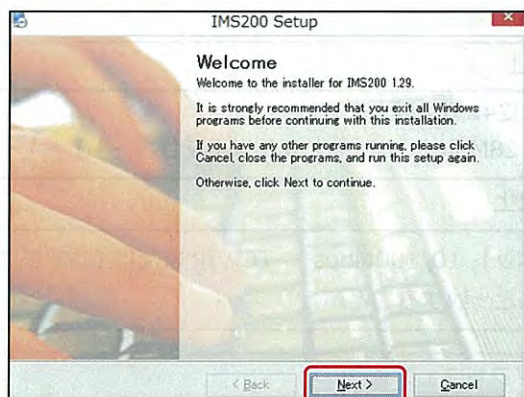 IMS200 Setup
Welcome
Welcome to the installer for IMS200 1.29.
It is strongly recommended that you exit all Windows
programs before continuing with this installation.
If you have any other programs running, please click
Cancel, close the programs, and run this setup again.
Otherwise, click Next to continue.
< Back
Next >
Cancel